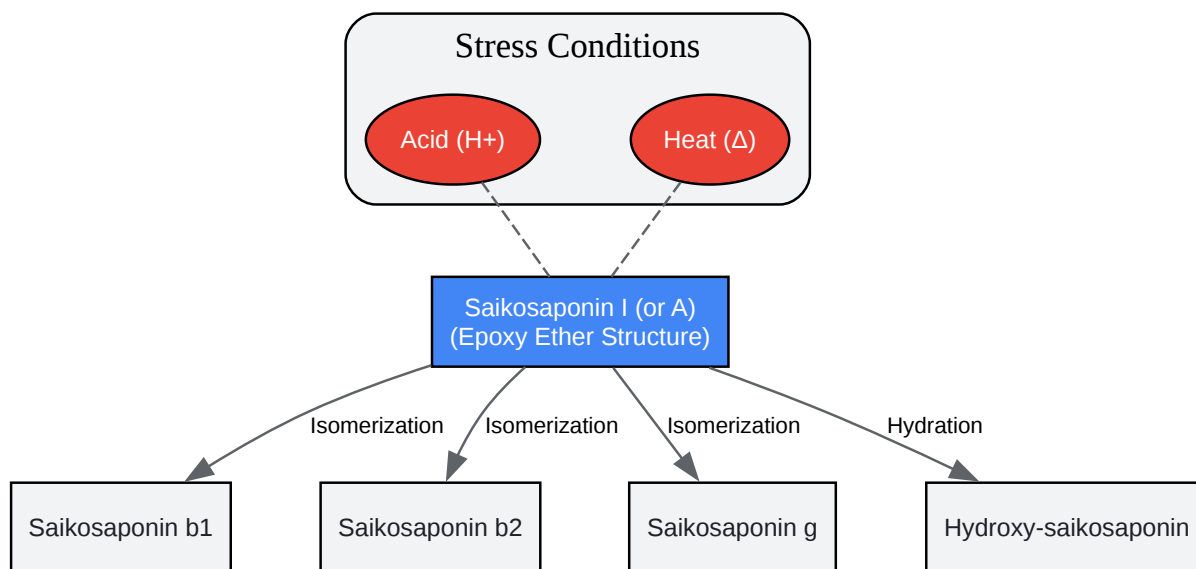 Stress Conditions
Acid (H+)
Heat (Δ)
Saikosaponin I (or A)
(Epoxy Ether Structure)
Isomerization
Isomerization
Isomerization
Hydration
Saikosaponin b1
Saikosaponin b2
Saikosaponin g
Hydroxy-saikosaponin